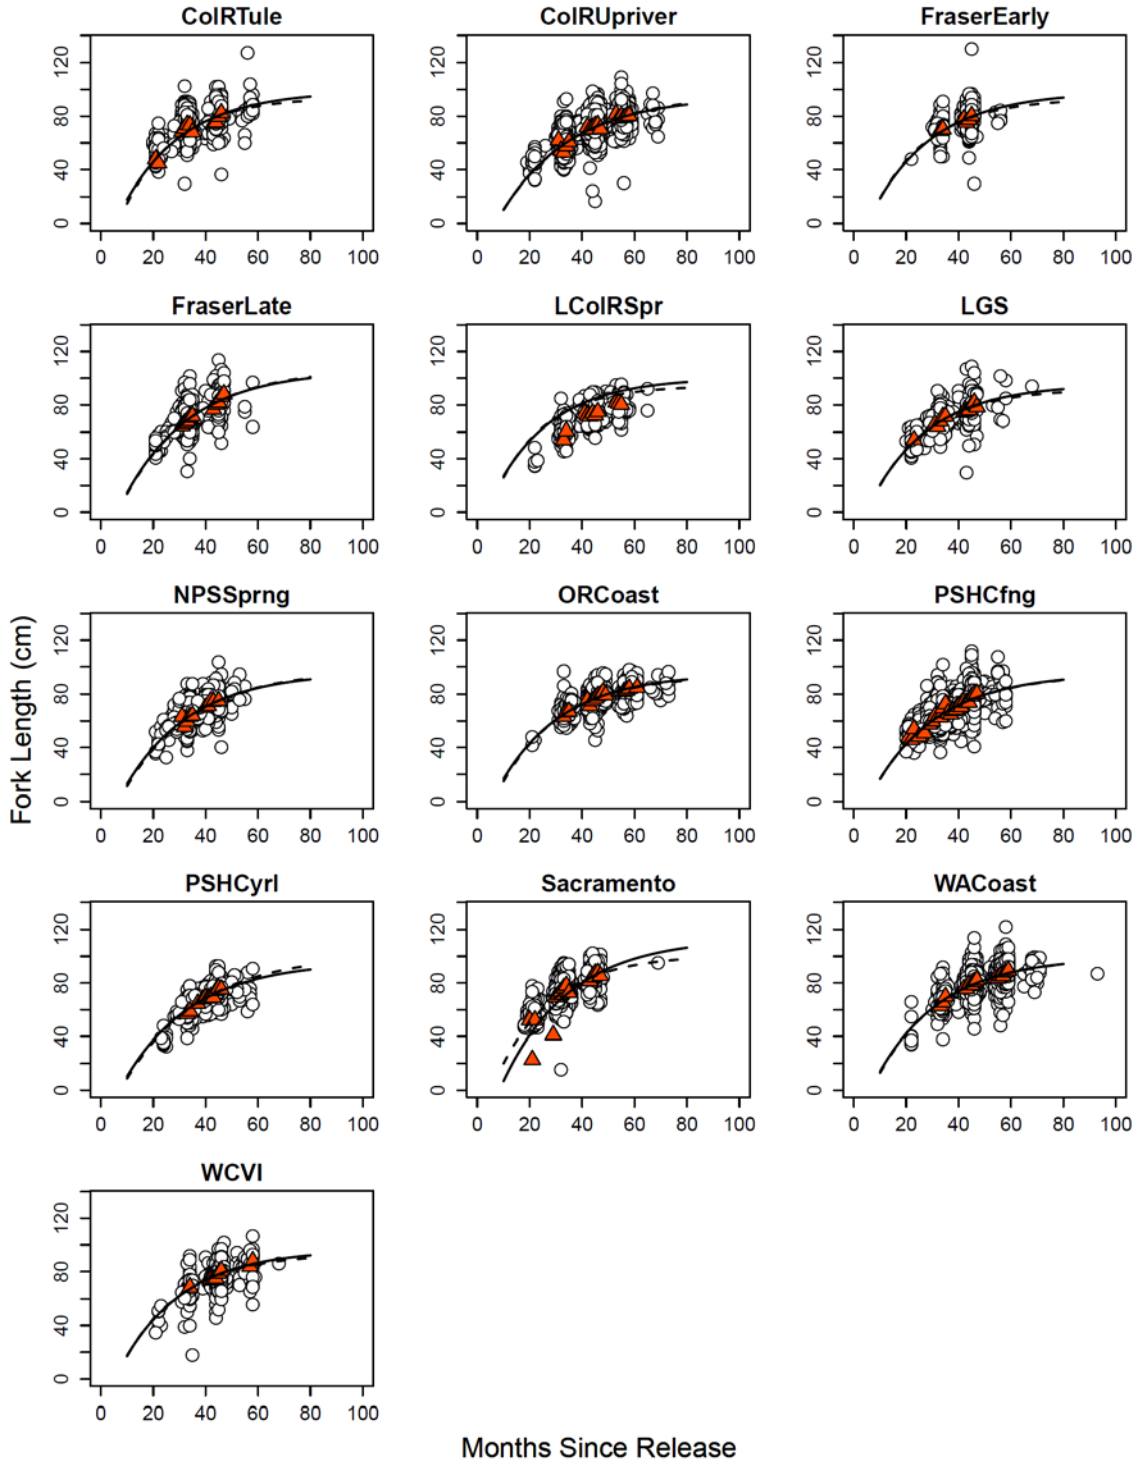 ColRTule ColRUpriver FraserEarly
0 40 80 120 0 40 80 120 0 40 80 120
0 20 40 60 80 100 0 20 40 60 80 100 0 20 40 60 80 100
FraserLate LColRSpr LGS
0 40 80 120 0 40 80 120 0 40 80 120
0 20 40 60 80 100 0 20 40 60 80 100 0 20 40 60 80 100
NPSSprng ORCoast PSHCfng
0 40 80 120 0 40 80 120 0 40 80 120
0 20 40 60 80 100 0 20 40 60 80 100 0 20 40 60 80 100
PSHCyrl Sacramento WACoast
0 40 80 120 0 40 80 120 0 40 80 120
0 20 40 60 80 100 0 20 40 60 80 100 0 20 40 60 80 100
WCVI
0 40 80 120
0 20 40 60 80 100
Fork Length (cm)
Months Since Release